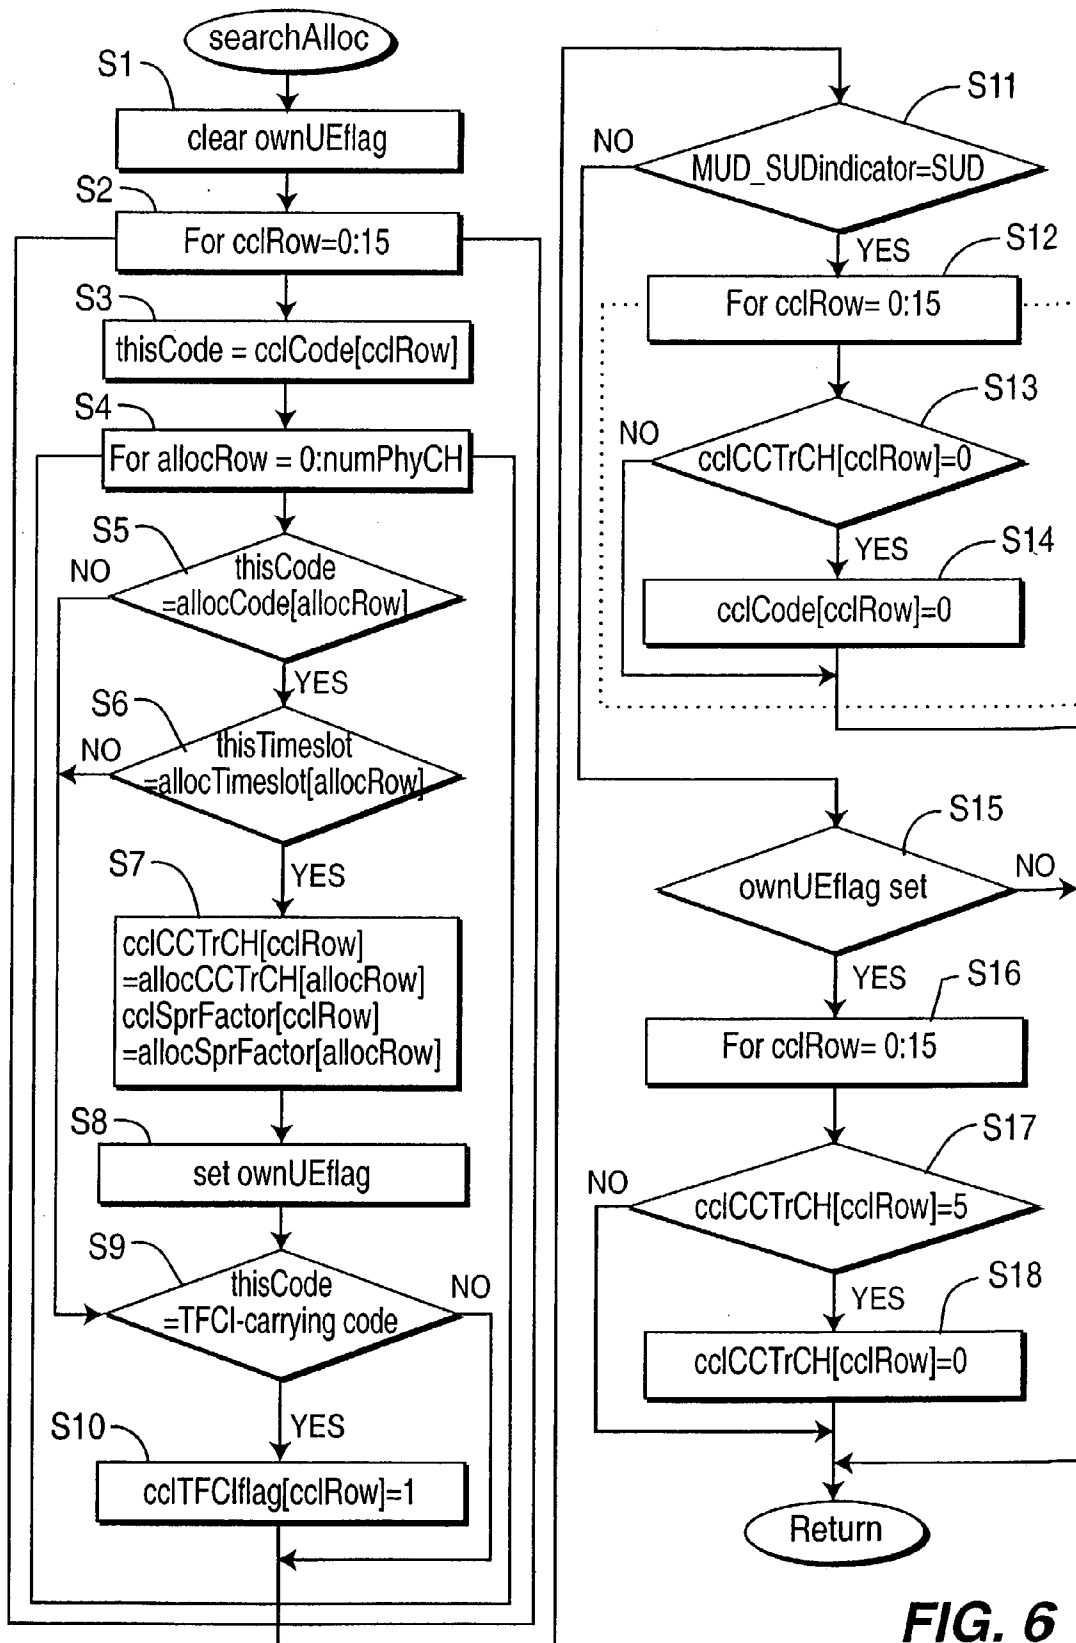 searchAlloc
S1
clear ownUEflag
S2
For cclRow=0:15
S3
thisCode = cclCode[cclRow]
S4
For allocRow = 0:numPhyCH
S5
thisCode
=allocCode[allocRow]
NO
YES
S6
thisTimeslot
=allocTimeslot[allocRow]
NO
YES
S7
cclCCTrCH[cclRow]
=allocCCTrCH[allocRow]
cclSprFactor[cclRow]
=allocSprFactor[allocRow]
S8
set ownUEflag
S9
thisCode
=TFCI-carrying code
NO
YES
S10
cclTFCIflag[cclRow]=1
S11
MUD_SUDindicator=SUD
NO
YES
S12
For cclRow= 0:15
S13
cclCCTrCH[cclRow]=0
NO
YES
S14
cclCode[cclRow]=0
S15
ownUEflag set
NO
YES
S16
For cclRow= 0:15
S17
cclCCTrCH[cclRow]=5
NO
YES
S18
cclCCTrCH[cclRow]=0
Return
FIG. 6